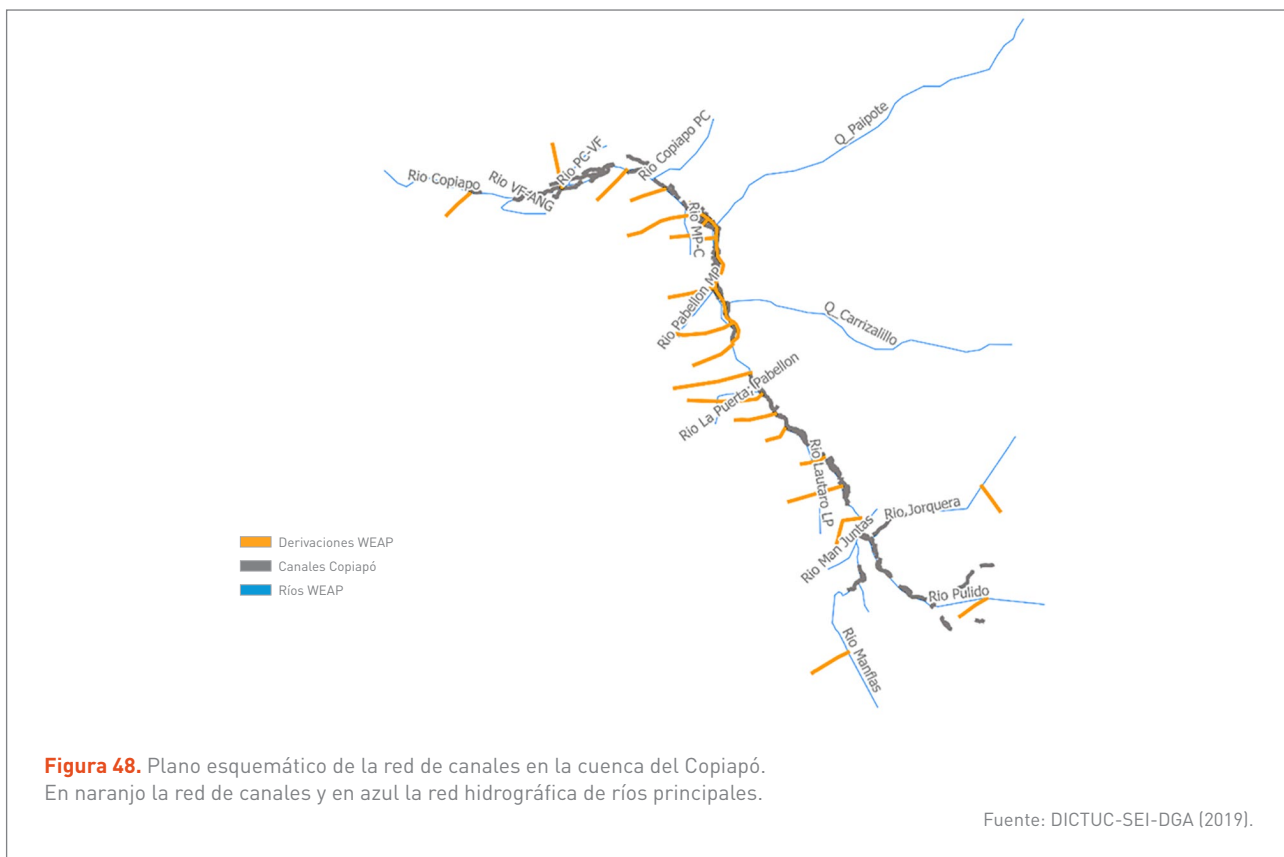 Q_Paipote
Rio Copiapo PC
Rio PC-VF
Rio Copiapo
Rio VF-ANG
Rio MP-C
Rio Pabellon MP
Q_Carrizalillo
Rio La Puerta; Pabellon
Rio Lautaro LP
Rio Jorquera
Rio Man Juntas
Rio Pulido
Rio Manflas
Derivaciones WEAP
Canales Copiapó
Ríos WEAP
Figura 48. Plano esquemático de la red de canales en la cuenca del Copiapó.
En naranjo la red de canales y en azul la red hidrográfica de ríos principales.
Fuente: DICTUC-SEI-DGA (2019).